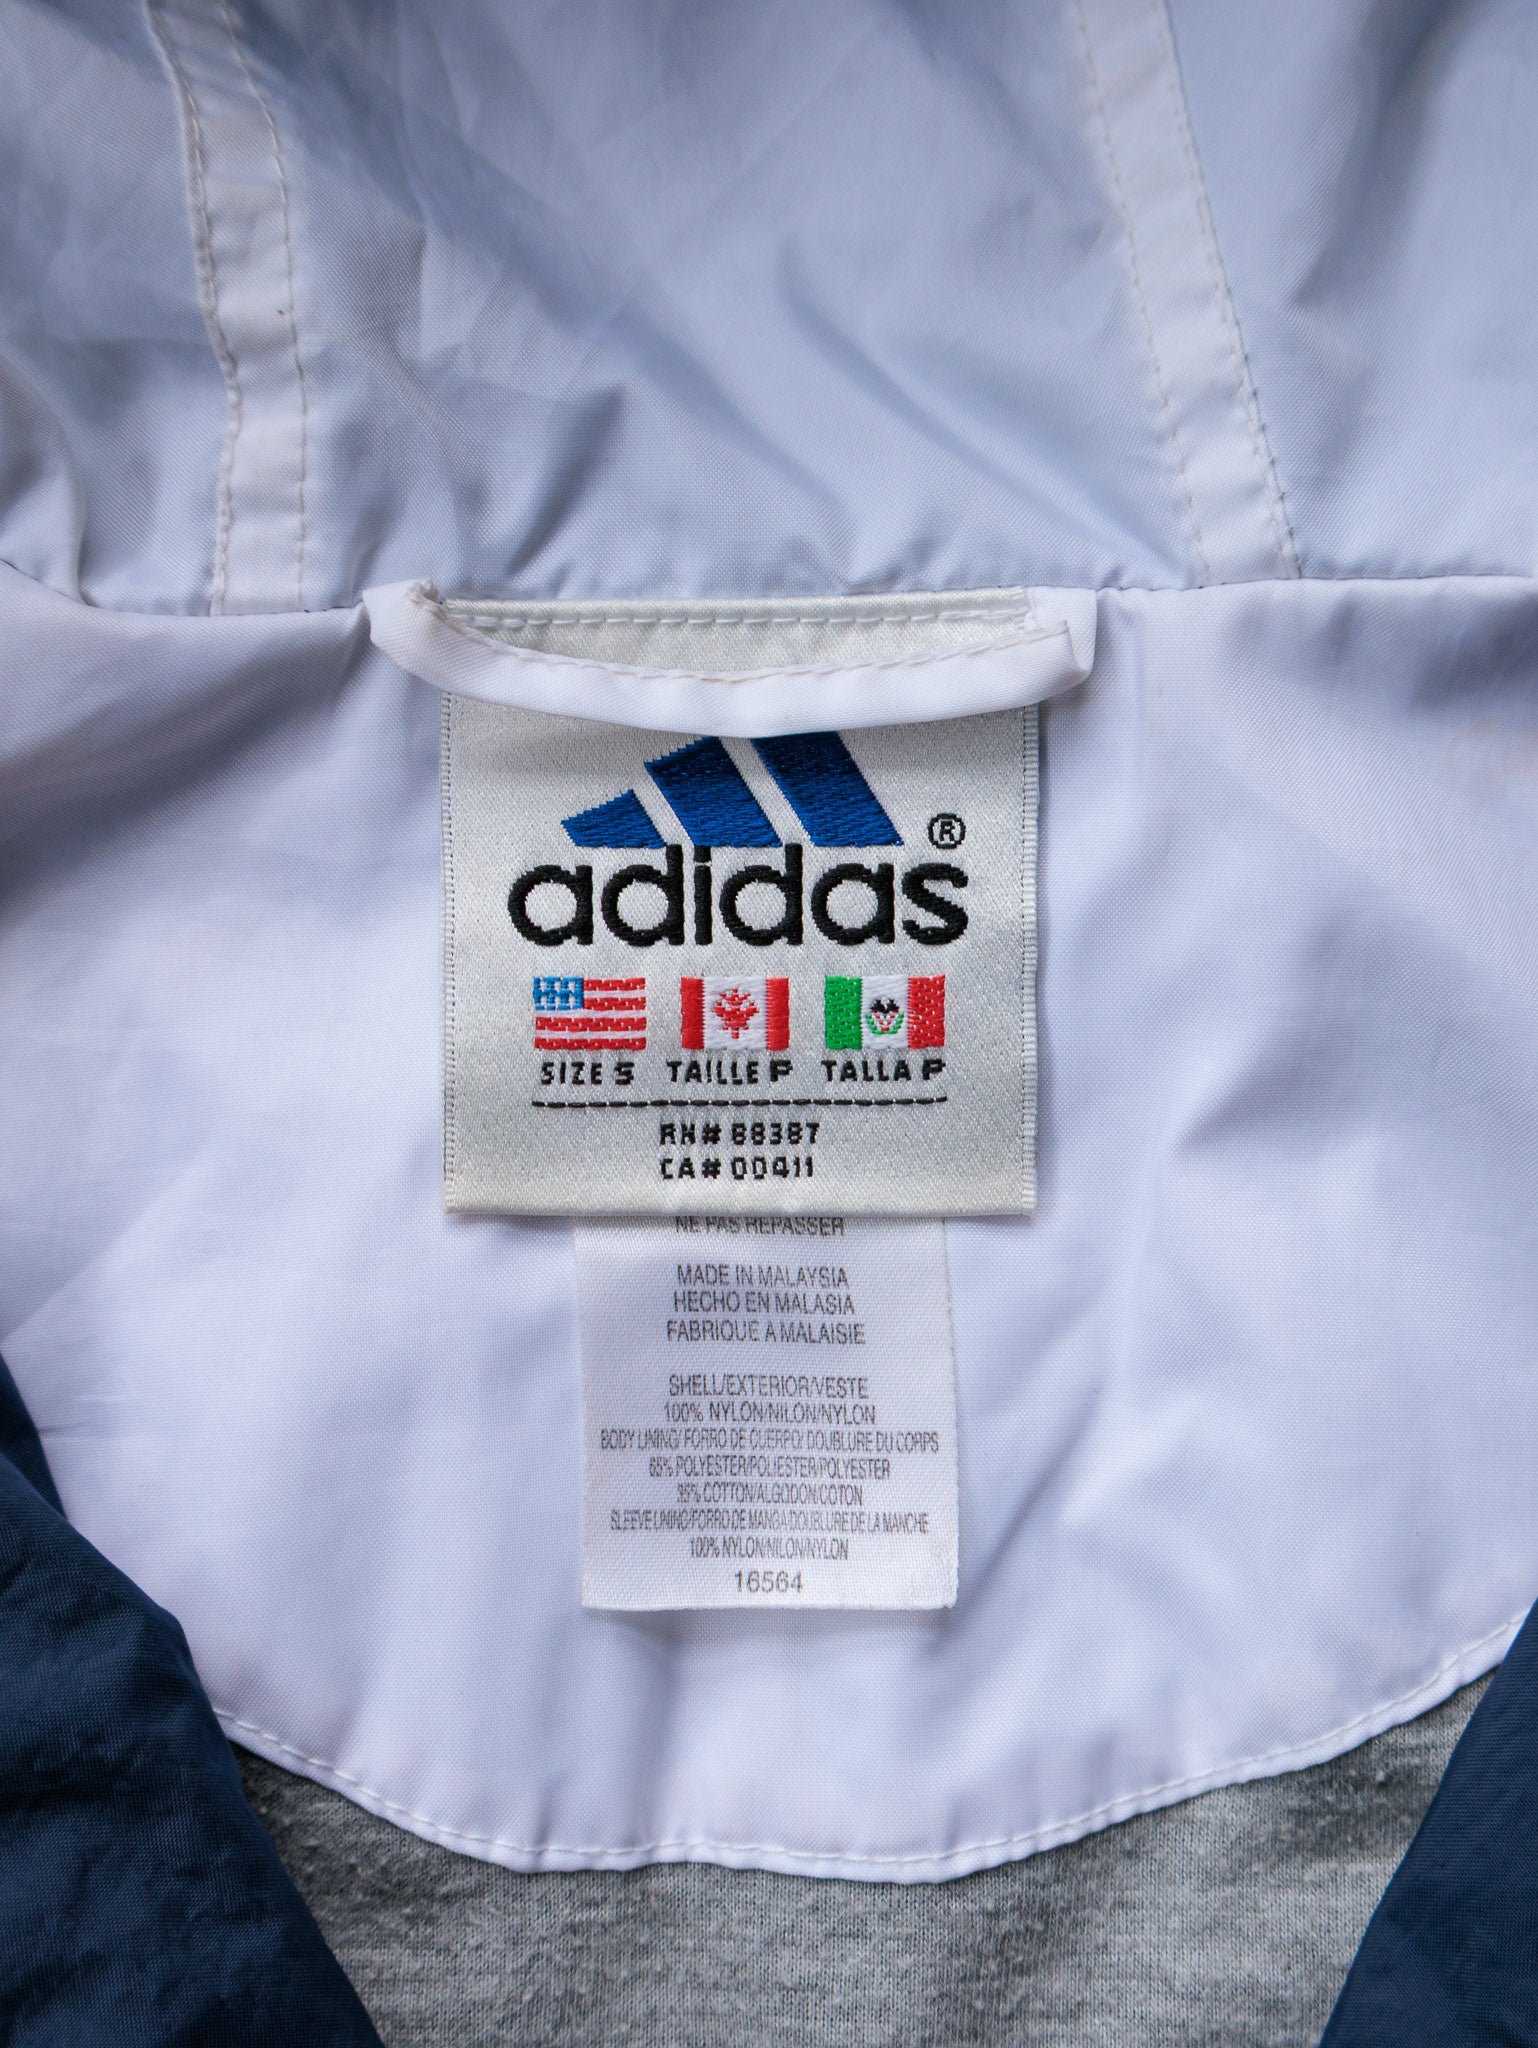 adidas®
SIZE S TAILLE P TALLA P
RN# 88387
CA# 00411
NE PAS REPASSER
MADE IN MALAYSIA
HECHO EN MALASIA
FABRIQUE A MALAISIE
SHELL/EXTERIOR/VESTE
100% NYLON/NILON/NYLON
BODY LINING/ FORRO DE CUERPO/ DOUBLURE DU CORPS
65% POLYESTER/POLIESTER/POLYESTER
35% COTTON/ALGODON/COTON
SLEEVE LINING/FORRO DE MANGA/DOUBLURE DE LA MANCHE
100% NYLON/NILON/NYLON
16564